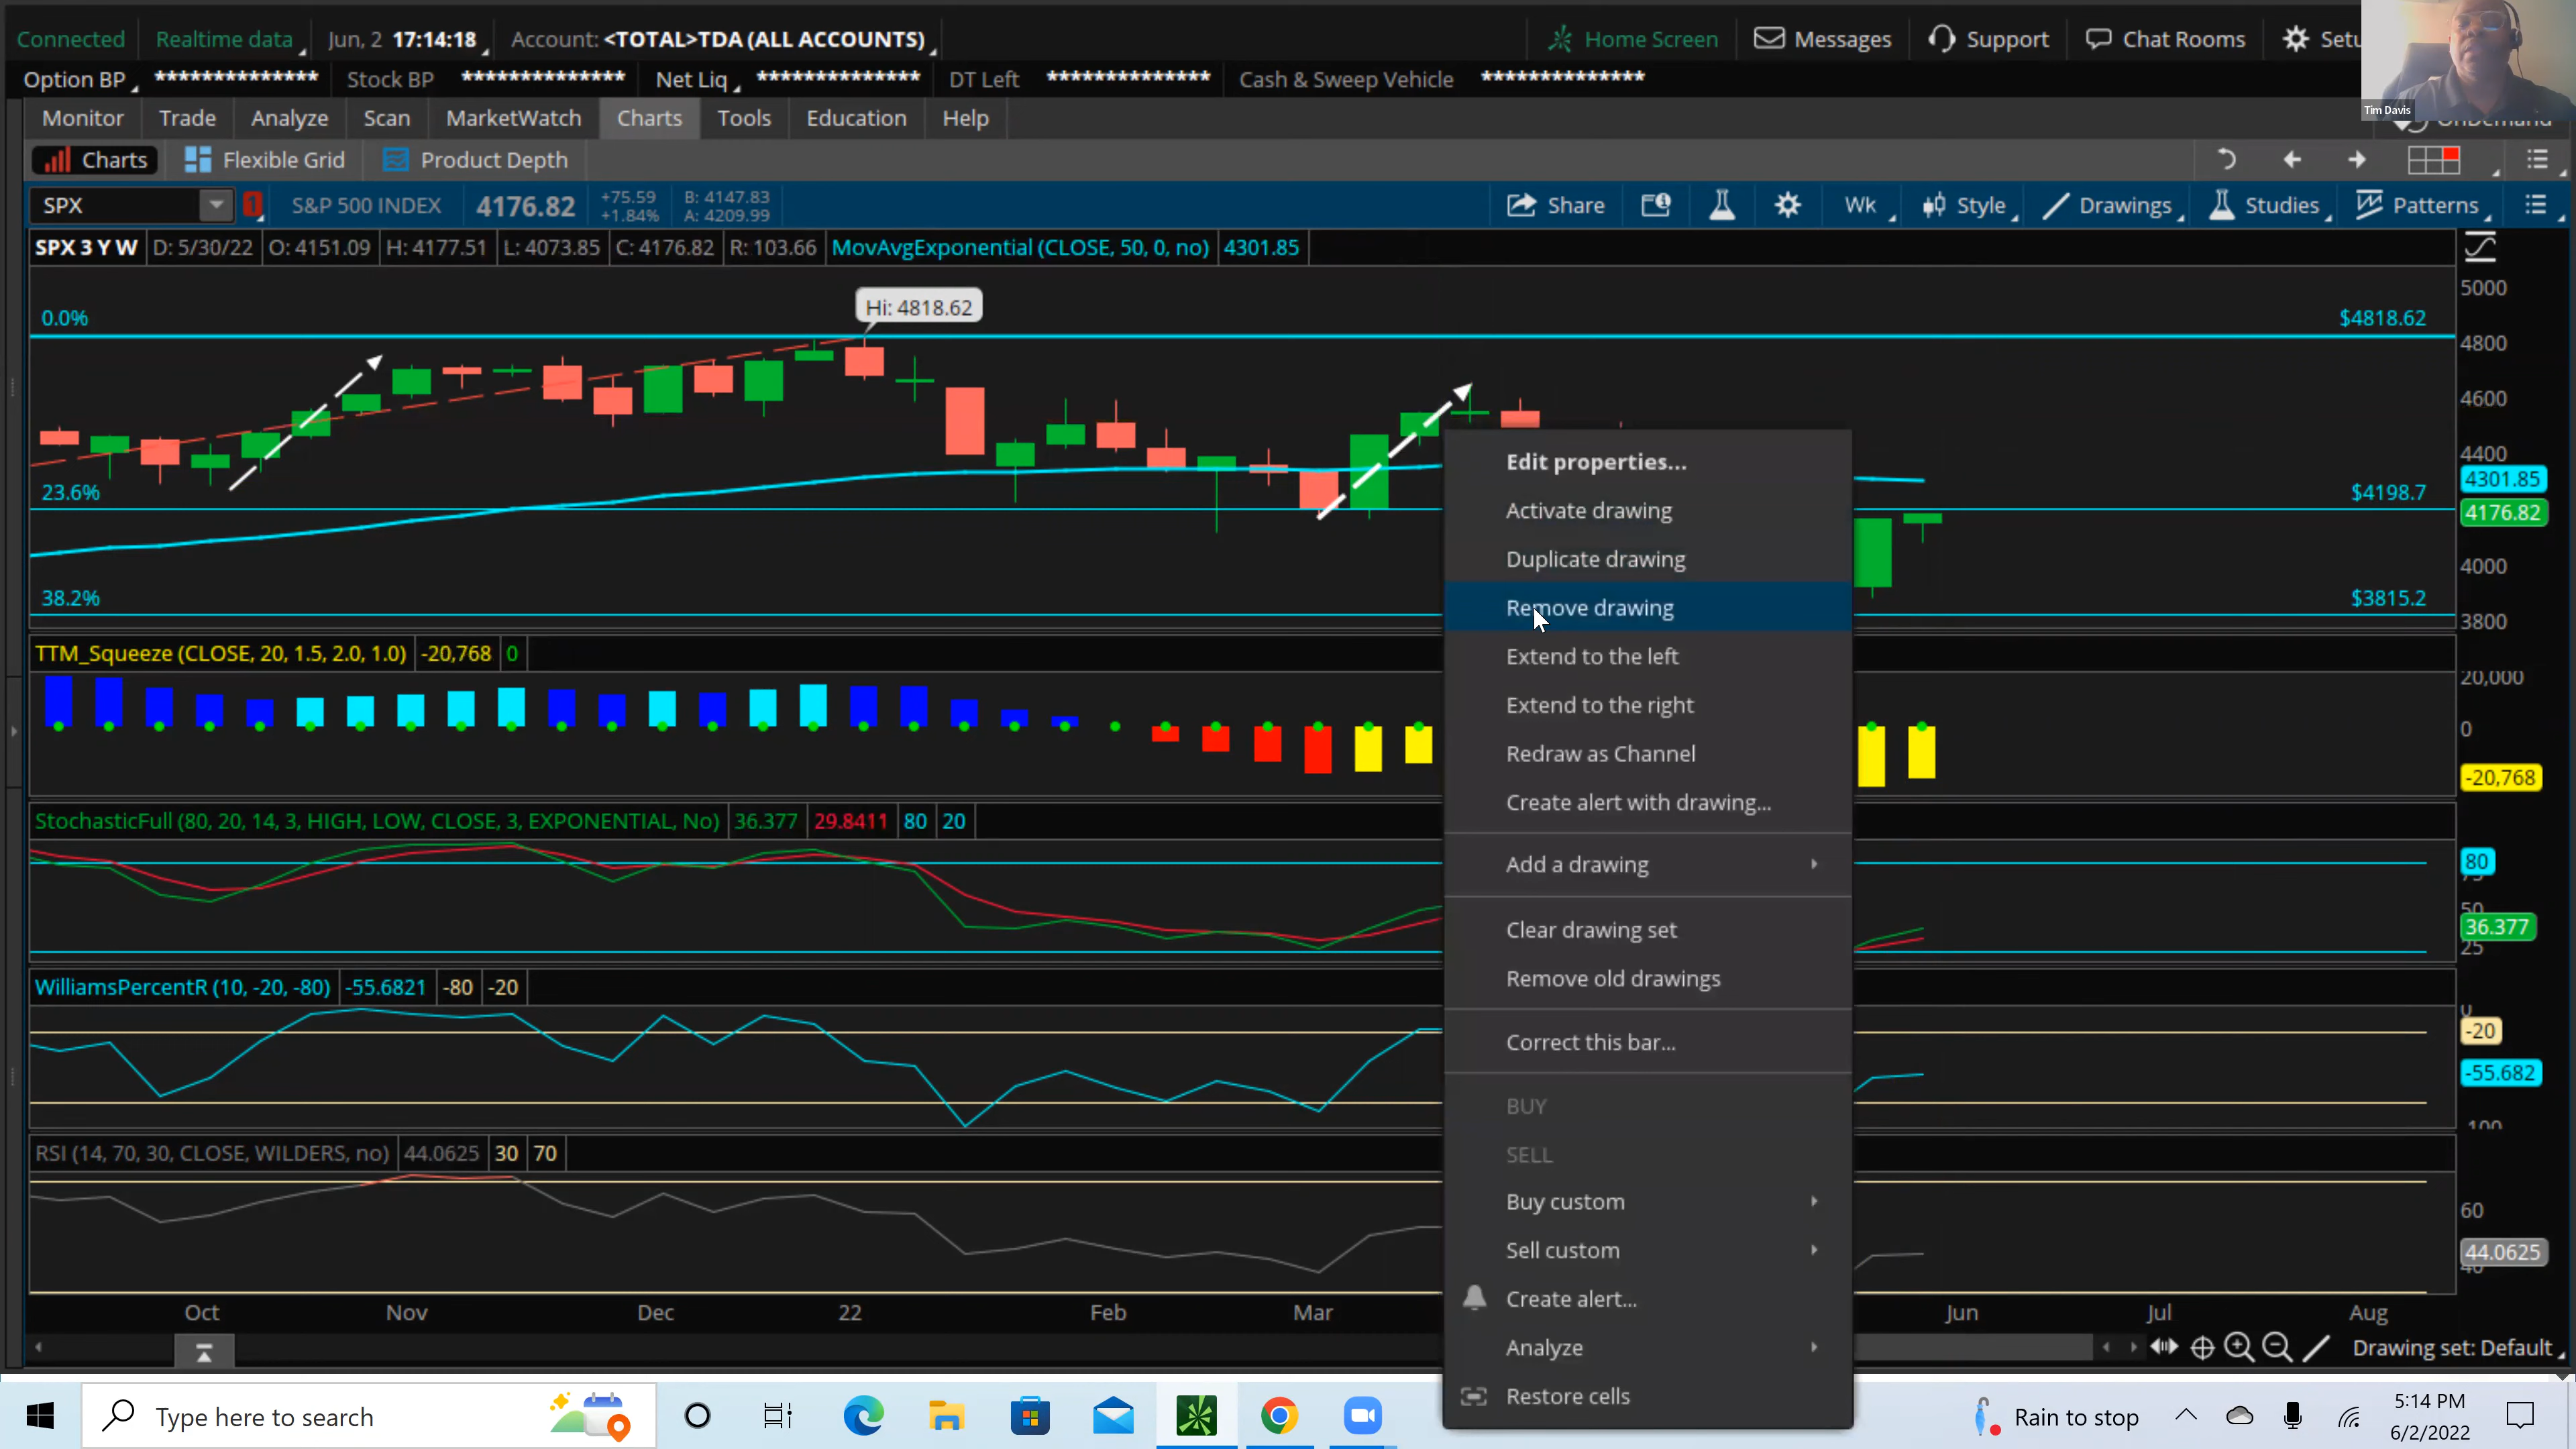 Connected Realtime data Jun, 2 17:14:18 Account: <TOTAL>TDA (ALL ACCOUNTS) Home Screen Messages Support Chat Rooms
Option BP ************** Stock BP ************** Net Liq ************** DT Left ************** Cash & Sweep Vehicle **************
Tim Davis
Monitor Trade Analyze Scan MarketWatch Charts Tools Education Help
Charts Flexible Grid Product Depth
SPX 1 S&P 500 INDEX 4176.82 +75.59 B: 4147.83 Share Wk Style Drawings Studies Patterns
+1.84% A: 4209.99
SPX 3 Y W D: 5/30/22 O: 4151.09 H: 4177.51 L: 4073.85 C: 4176.82 R: 103.66 MovAvgExponential (CLOSE, 50, 0, no) 4301.85
5000
Hi: 4818.62
0.0% $4818.62
4800
4600
4400
4301.85
23.6% $4198.7
4176.82
4000
38.2% $3815.2
3800
Edit properties...
Activate drawing
Duplicate drawing
Remove drawing
Extend to the left
Extend to the right
Redraw as Channel
Create alert with drawing...
Add a drawing
Clear drawing set
Remove old drawings
Correct this bar...
BUY
SELL
Buy custom
Sell custom
Create alert...
Analyze
Restore cells
TTM_Squeeze (CLOSE, 20, 1.5, 2.0, 1.0) -20,768 0
20,000
0
-20,768
StochasticFull (80, 20, 14, 3, HIGH, LOW, CLOSE, 3, EXPONENTIAL, No) 36.377 29.8411 80 20
80
50
36.377
25
WilliamsPercentR (10, -20, -80) -55.6821 -80 -20
0
-20
-55.682
-100
RSI (14, 70, 30, CLOSE, WILDERS, no) 44.0625 30 70
60
44.0625
40
Oct Nov Dec 22 Feb Mar Jun Jul Aug
Drawing set: Default
Type here to search
Rain to stop
5:14 PM
6/2/2022